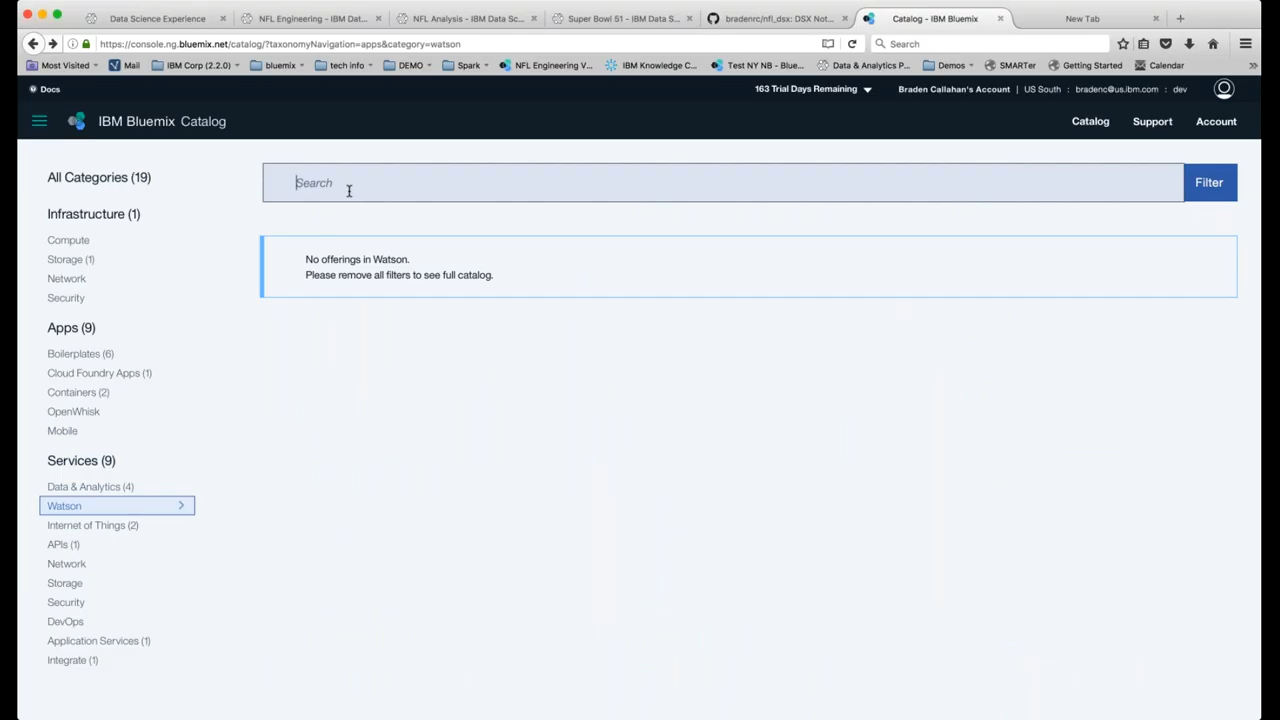 Data Science Experience
NFL Engineering - IBM Dat...
NFL Analysis - IBM Data Sc...
Super Bowl 51 - IBM Data S...
bradenrc/nfl_dsx: DSX Not...
Catalog - IBM Bluemix
New Tab
https://console.ng.bluemix.net/catalog/?taxonomyNavigation=apps&category=watson
Search
Most Visited
Mail
IBM Corp (2.2.0)
bluemix
tech info
DEMO
Spark
NFL Engineering V...
IBM Knowledge C...
Test NY NB - Blue...
Data & Analytics P...
Demos
SMARTer
Getting Started
Calendar
Docs
163 Trial Days Remaining
Braden Callahan's Account | US South : bradenc@us.ibm.com : dev
IBM Bluemix Catalog
Catalog
Support
Account
All Categories (19)
Search
Filter
Infrastructure (1)
Compute
Storage (1)
Network
Security
No offerings in Watson.
Please remove all filters to see full catalog.
Apps (9)
Boilerplates (6)
Cloud Foundry Apps (1)
Containers (2)
OpenWhisk
Mobile
Services (9)
Data & Analytics (4)
Watson
Internet of Things (2)
APIs (1)
Network
Storage
Security
DevOps
Application Services (1)
Integrate (1)